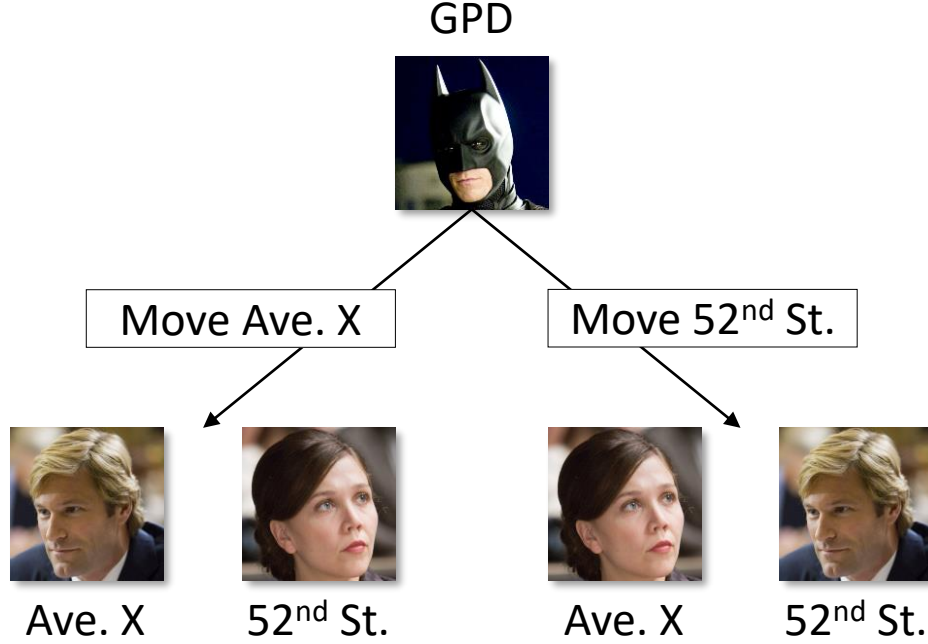 GPD
Move Ave. X
Move 52nd St.
Ave. X
52nd St.
Ave. X
52nd St.